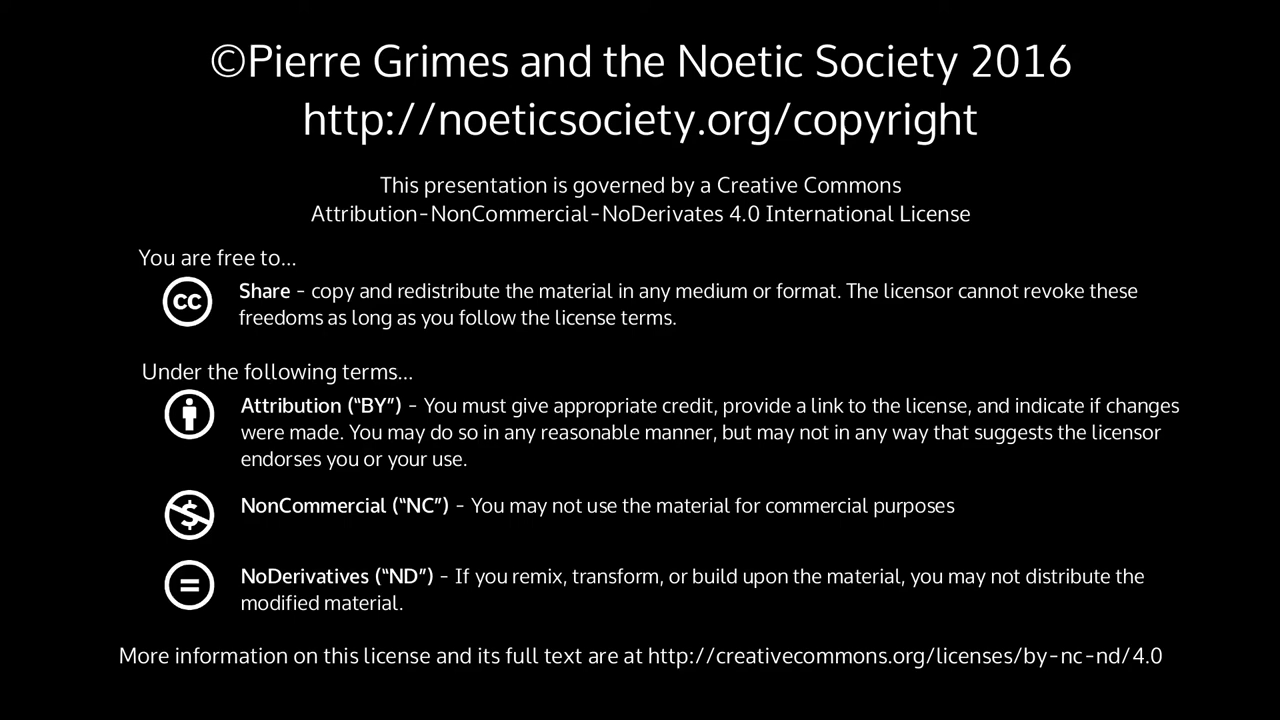 ©Pierre Grimes and the Noetic Society 2016
http://noeticsociety.org/copyright
This presentation is governed by a Creative Commons
Attribution-NonCommercial-NoDerivates 4.0 International License
You are free to...
cc
Share - copy and redistribute the material in any medium or format. The licensor cannot revoke these
freedoms as long as you follow the license terms.
Under the following terms...
Attribution (“BY”) - You must give appropriate credit, provide a link to the license, and indicate if changes
were made. You may do so in any reasonable manner, but may not in any way that suggests the licensor
endorses you or your use.
$
NonCommercial (“NC”) - You may not use the material for commercial purposes
=
NoDerivatives (“ND”) - If you remix, transform, or build upon the material, you may not distribute the
modified material.
More information on this license and its full text are at http://creativecommons.org/licenses/by-nc-nd/4.0